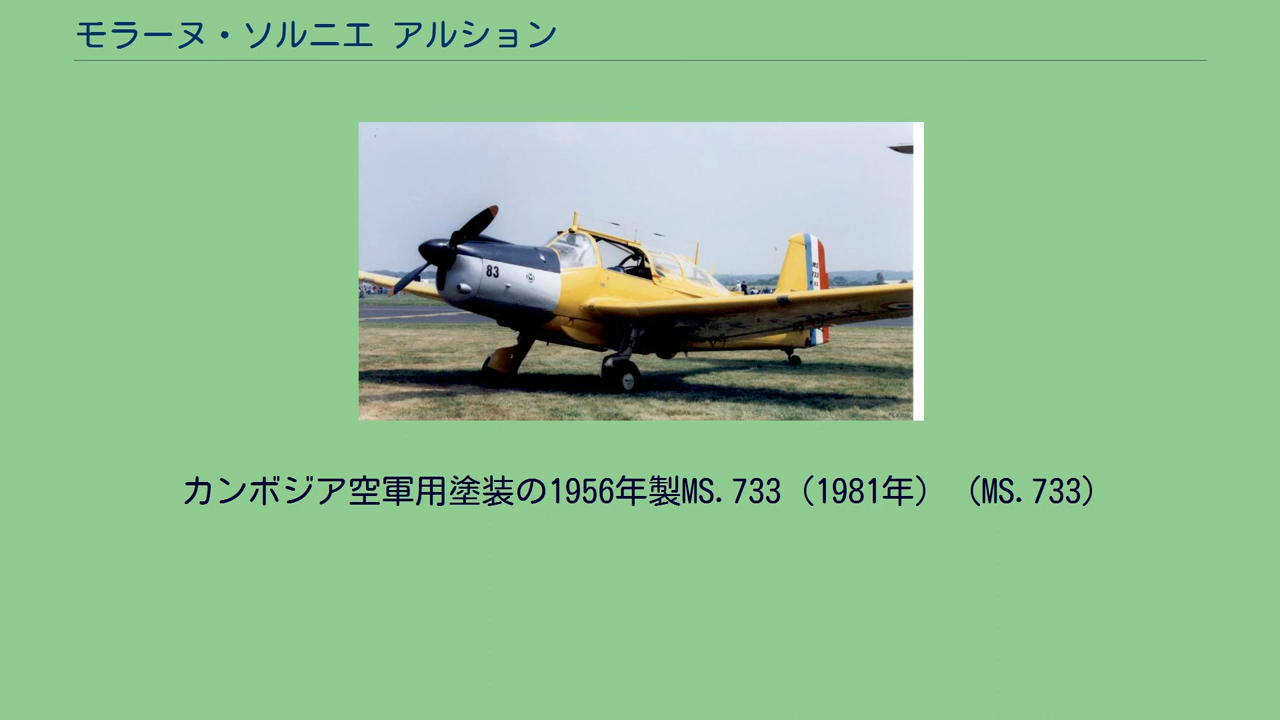 モラーヌ・ソルニエ アルション
83
MS
733
カンボジア空軍用塗装の1956年製MS.733（1981年）（MS.733）